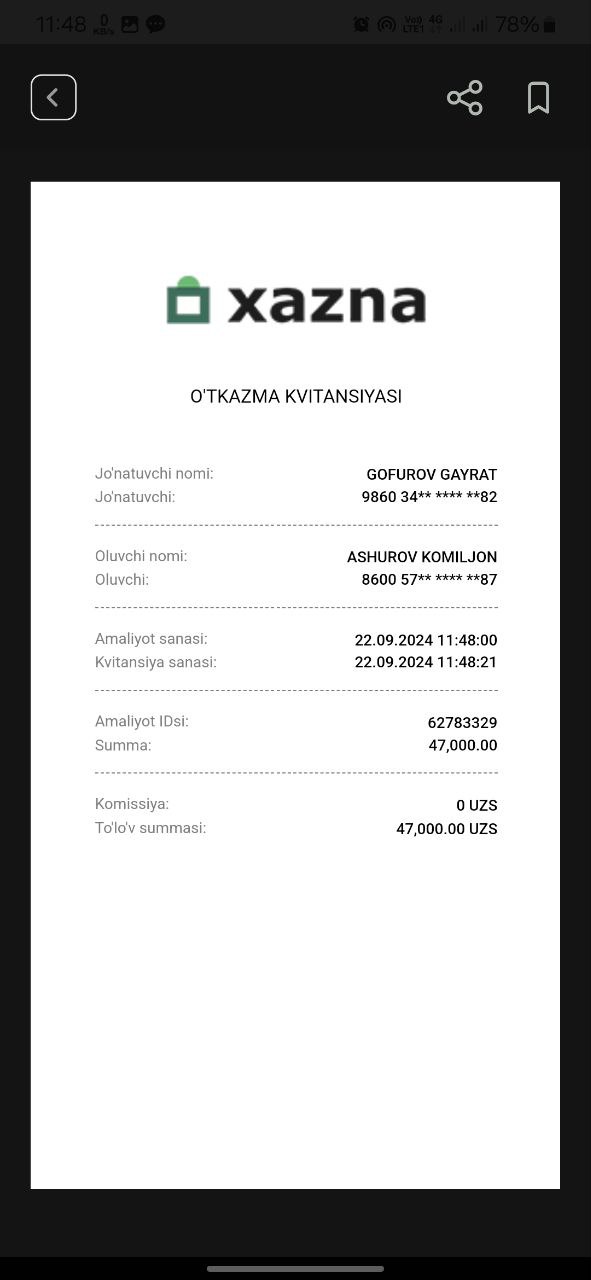 11:48 0 KB/s Vo)) LTE1 4G 78%
xazna
O'TKAZMA KVITANSIYASI
Jo'natuvchi nomi: GOFUROV GAYRAT
Jo'natuvchi: 9860 34** **** **82
Oluvchi nomi: ASHUROV KOMILJON
Oluvchi: 8600 57** **** **87
Amaliyot sanasi: 22.09.2024 11:48:00
Kvitansiya sanasi: 22.09.2024 11:48:21
Amaliyot IDsi: 62783329
Summa: 47,000.00
Komissiya: 0 UZS
To'lo'v summasi: 47,000.00 UZS